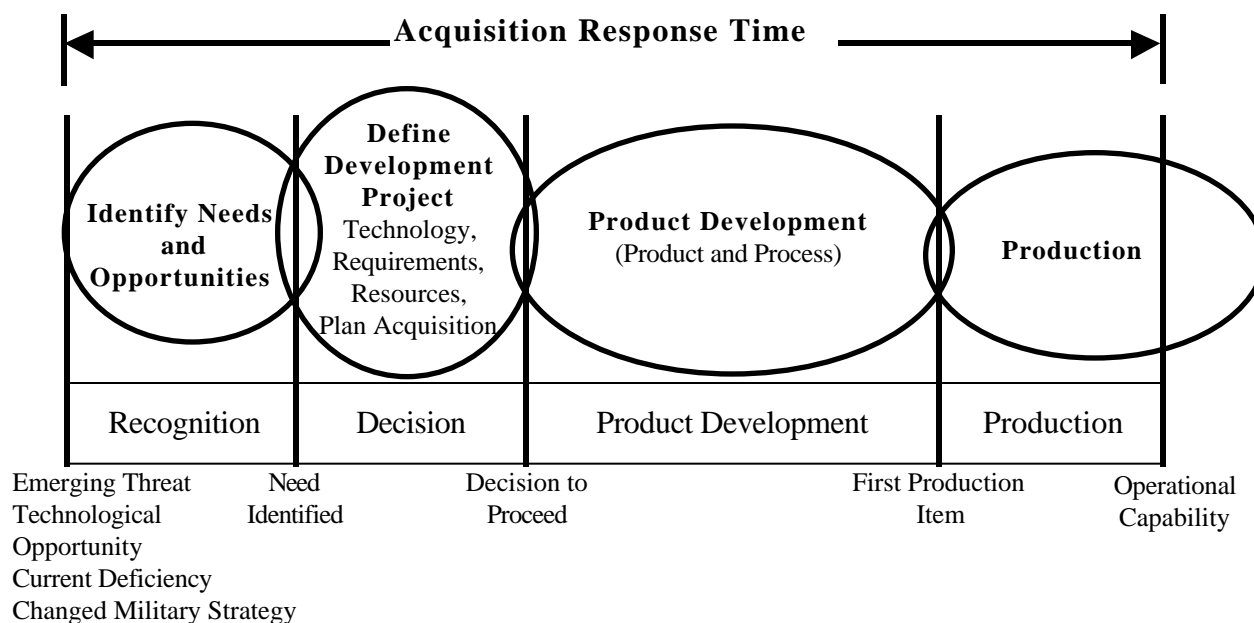 Acquisition Response Time
Identify Needs
and
Opportunities
Define
Development
Project
Technology,
Requirements,
Resources,
Plan Acquisition
Product Development
(Product and Process)
Production
Recognition
Decision
Product Development
Production
Emerging Threat
Technological
Opportunity
Current Deficiency
Changed Military Strategy
Need
Identified
Decision to
Proceed
First Production
Item
Operational
Capability